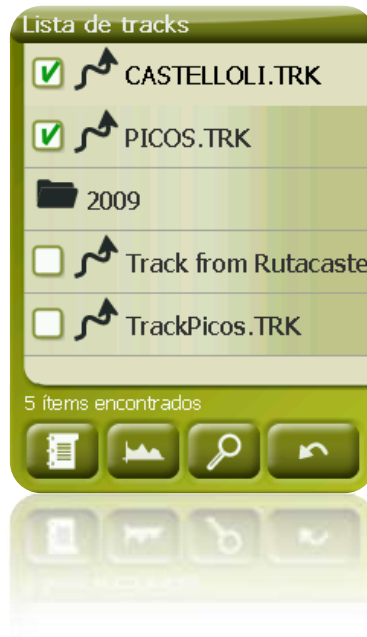 Lista de tracks
CASTELLOLI.TRK
PICOS.TRK
2009
Track from Rutacaste
TrackPicos.TRK
5 ítems encontrados